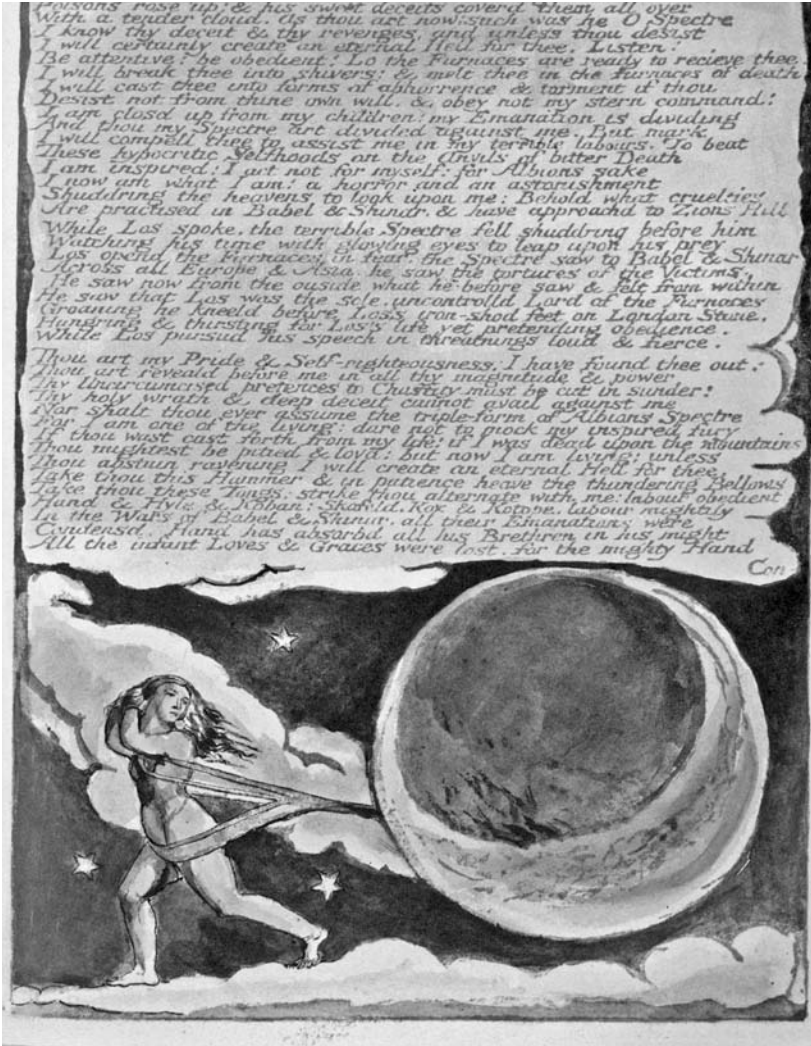 Poisons rose up, & his sweet deceits coverd them all over
With a tender cloud. As thou art now; such was he O Spectre
I know thy deceit & thy revenges, and unless thou desist
I will certainly create an eternal Hell for thee. Listen!
Be attentive! be obedient! Lo the Furnaces are ready to recieve thee.
I will break thee into shivers! & melt thee in the furnaces of death
I will cast thee into forms of abhorrence & torment if thou
Desist not from thine own will, & obey not my stern command!
I am closd up from my children! my Emanation is dividing
And thou my Spectre art divided against me. But mark
I will compell thee to assist me in my terrible labours. To beat
These hypocritic Selfhoods on the Anvils of bitter Death
I am inspired: I act not for myself: for Albions sake
I now am what I am: a horror and an astonishment
Shuddring the heavens to look upon me: Behold what cruelties
Are practised in Babel & Shinar, & have approachd to Zions Hill
While Los spoke, the terrible Spectre fell shuddring before him
Watching his time with glowing eyes to leap upon his prey
Los opend the Furnaces in fear, the Spectre saw to Babel & Shinar
Across all Europe & Asia, he saw the tortures of the Victims,
He saw now from the ouside what he before saw & felt from within
He saw that Los was the sole, uncontrolld Lord of the Furnaces
Groaning he kneeld before Los's iron-shod feet on London Stone,
Hungring & thirsting for Los's life yet pretending obedience.
While Los pursud his speech in threatnings loud & fierce.
Thou art my Pride & Self-righteousness: I have found thee out:
Thou art reveald before me in all thy magnitude & power
Thy Uncircumcised pretences to Chastity must be cut in sunder!
Thy holy wrath & deep deceit cannot avail against me
Nor shalt thou ever assume the triple-form of Albions Spectre
For I am one of the living: dare not to mock my inspired fury
If thou wast cast forth from my life! if I was dead upon the mountains
Thou mightest be pitied & lovd: but now I am living; unless
Thou abstain ravening I will create an eternal Hell for thee.
Take thou this Hammer & in patience heave the thundering Bellows
Take thou these Tongs: strike thou alternate with me: labour obedient
Hand & Hyle & Koban: Skofeld, Kox & Kotope, labour mightily
In the Wars of Babel & Shinar, all their Emanations were
Condensd. Hand has absorbd all his Brethren in his might
All the infant Loves & Graces were lost, for the mighty Hand
Con